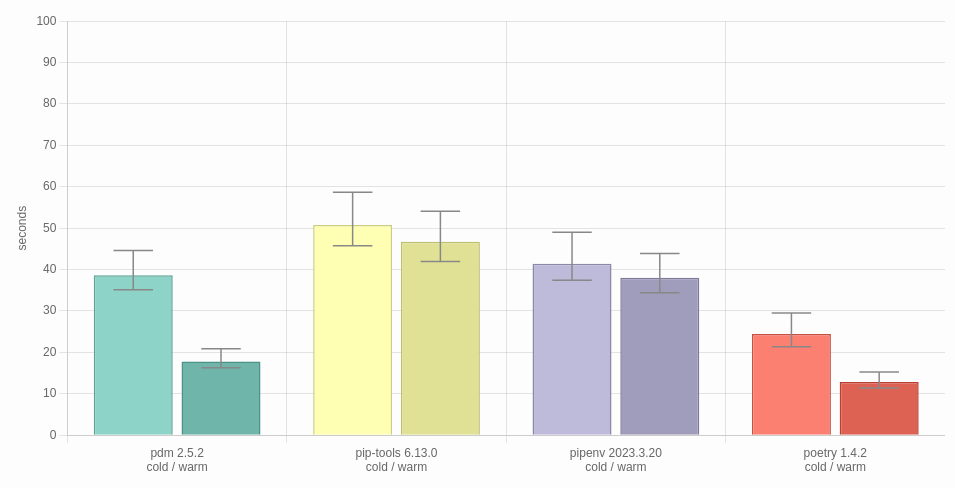 100
90
80
70
60
50
40
30
20
10
0
seconds
pdm 2.5.2
cold / warm
pip-tools 6.13.0
cold / warm
pipenv 2023.3.20
cold / warm
poetry 1.4.2
cold / warm